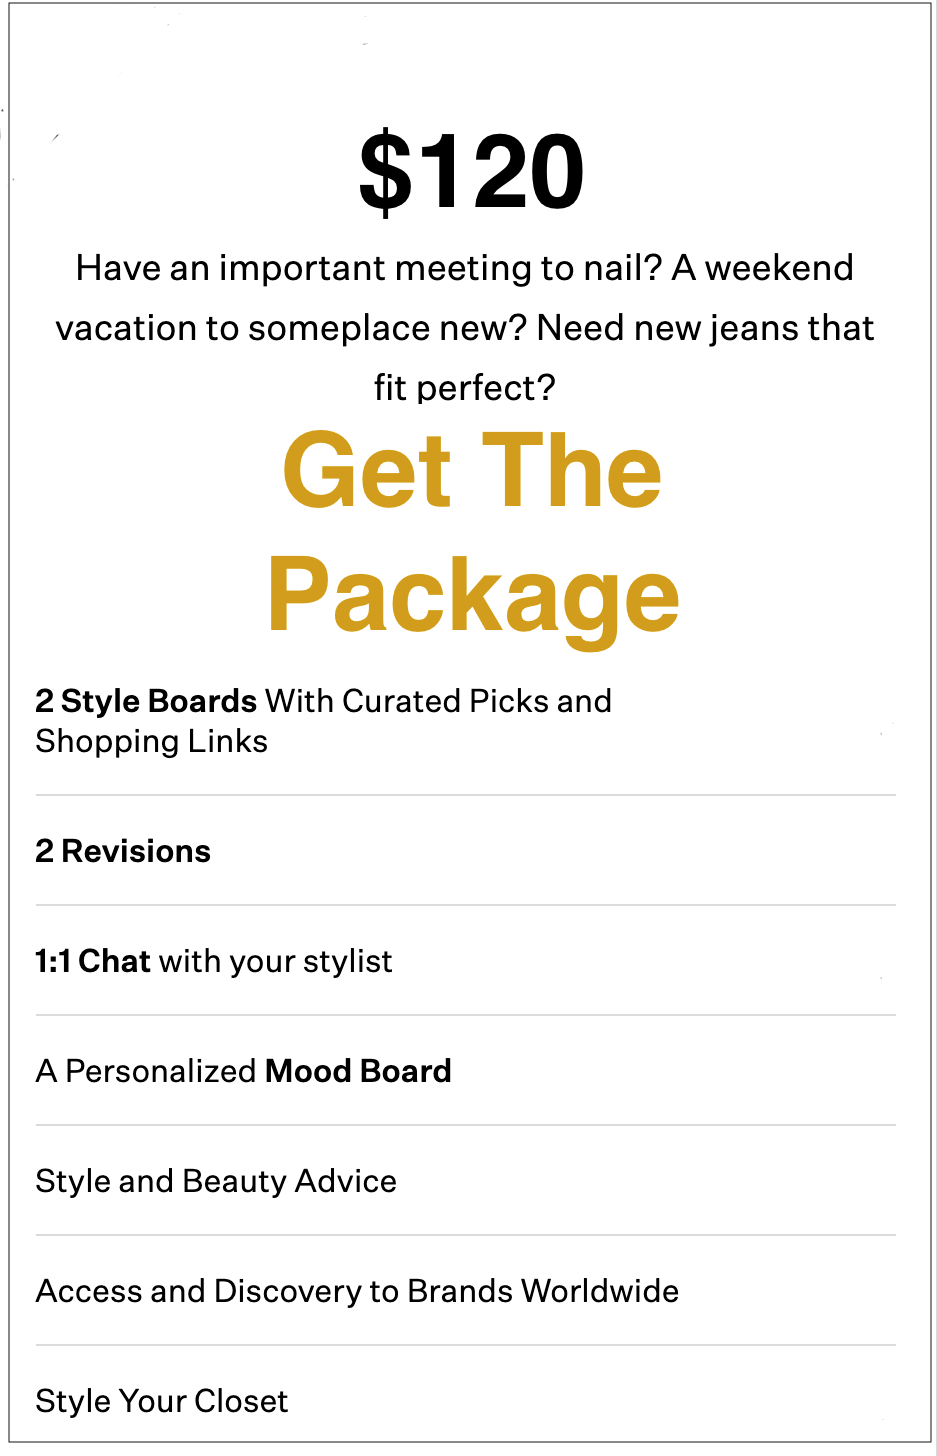 $120
Have an important meeting to nail? A weekend
vacation to someplace new? Need new jeans that
fit perfect?
Get The
Package
2 Style Boards With Curated Picks and
Shopping Links
2 Revisions
1:1 Chat with your stylist
A Personalized Mood Board
Style and Beauty Advice
Access and Discovery to Brands Worldwide
Style Your Closet